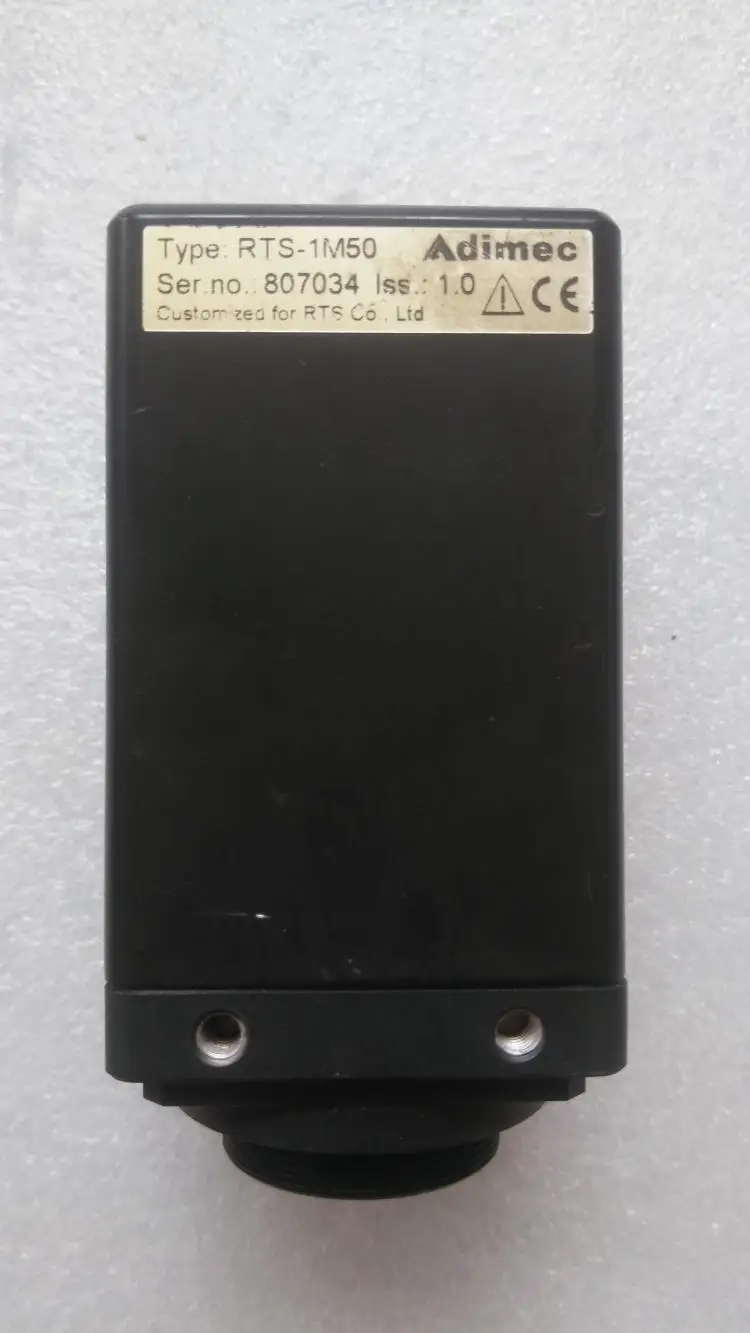 Type: RTS-1M50 Adimec
Ser.no.: 807034 Iss.: 1.0 CE
Customized for RTS Co., Ltd